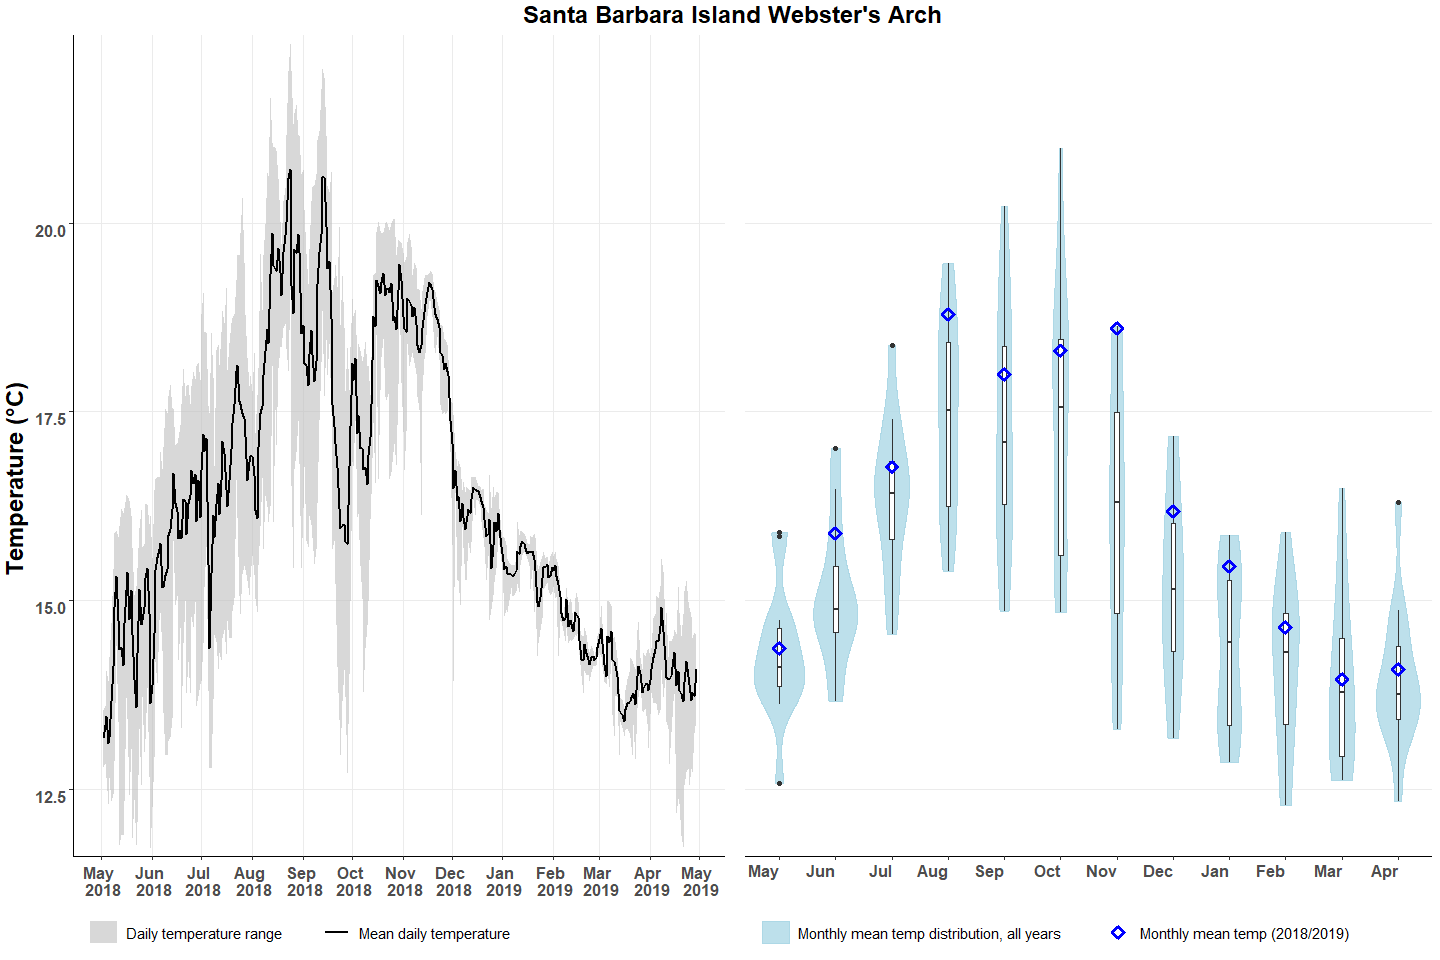 Santa Barbara Island Webster's Arch
Temperature (°C)
20.0
17.5
15.0
12.5
May Jun Jul Aug Sep Oct Nov Dec Jan Feb Mar Apr May
2018 2018 2018 2018 2018 2018 2018 2018 2019 2019 2019 2019 2019
May Jun Jul Aug Sep Oct Nov Dec Jan Feb Mar Apr
Daily temperature range Mean daily temperature
Monthly mean temp distribution, all years Monthly mean temp (2018/2019)